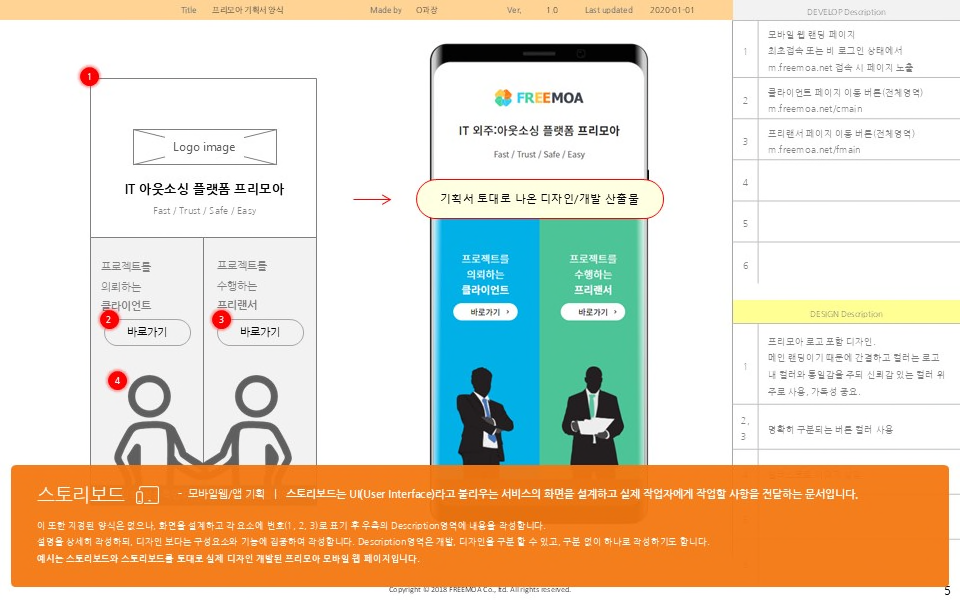 Title 프리모아 기획서 양식 Made by O과장 Ver. 1.0 Last updated 2020-01-01
1
Logo image
IT 아웃소싱 플랫폼 프리모아
Fast / Trust / Safe / Easy
프로젝트를
의뢰하는
클라이언트
2
바로가기
프로젝트를
수행하는
프리랜서
3
바로가기
4
FREEMOA
IT 외주·아웃소싱 플랫폼 프리모아
Fast / Trust / Safe / Easy
기획서 토대로 나온 디자인/개발 산출물
프로젝트를
의뢰하는
클라이언트
바로가기 ›
프로젝트를
수행하는
프리랜서
바로가기 ›
DEVELOP Description
1
모바일 웹 랜딩 페이지
최초접속 또는 비 로그인 상태에서
m.freemoa.net 접속 시 페이지 노출
2
클라이언트 페이지 이동 버튼(전체영역)
m.freemoa.net/cmain
3
프리랜서 페이지 이동 버튼(전체영역)
m.freemoa.net/fmain
4
5
6
DESIGN Description
1
프리모아 로고 포함 디자인.
메인 랜딩이기 때문에 간결하고 컬러는 로고
내 컬러와 통일감을 주되 신뢰감 있는 컬러 위
주로 사용, 가독성 중요.
2,
3
명확히 구분되는 버튼 컬러 사용
스토리보드 - 모바일웹/앱 기획 | 스토리보드는 UI(User Interface)라고 불리우는 서비스의 화면을 설계하고 실제 작업자에게 작업할 사항을 전달하는 문서입니다.
이 또한 지정된 양식은 없으나, 화면을 설계하고 각 요소에 번호(1, 2, 3)로 표기 후 우측의 Description영역에 내용을 작성합니다.
설명을 상세히 작성하되, 디자인 보다는 구성요소와 기능에 집중하여 작성합니다. Description영역은 개발, 디자인을 구분 할 수 있고, 구분 없이 하나로 작성하기도 합니다.
예시는 스토리보드와 스토리보드를 토대로 실제 디자인 개발된 프리모아 모바일 웹 페이지입니다.
Copyright © 2018 FREEMOA Co., ltd. All rights reserved.
5